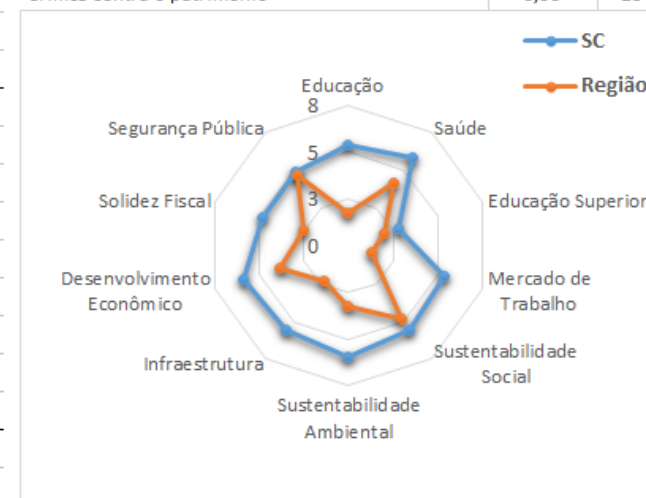 SC
Região
Educação
8
Segurança Pública
Saúde
5
3
Solidez Fiscal
Educação Superior
0
Desenvolvimento
Econômico
Mercado de
Trabalho
Infraestrutura
Sustentabilidade
Social
Sustentabilidade
Ambiental